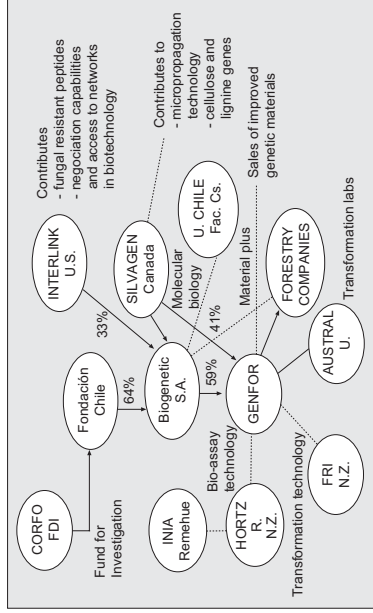 CORFO
FDI
Fund for
Investigation
Fondación
Chile
64%
INTERLINK
U.S.
33%
Contributes
- fungal resistant peptides
- negociation capabilities
and access to networks
in biotechnology
SILVAGEN
Canada
Contributes to
- micropropagation
technology
- cellulose and
lignine genes
Biogenetic
S.A.
Molecular
biology
U. CHILE
Fac. Cs.
59%
41%
Material plus
Sales of improved
genetic materials
INIA
Remehue
Bio-assay
technology
GENFOR
FORESTRY
COMPANIES
HORTZ
R.
N.Z.
Transformation technology
FRI
N.Z.
AUSTRAL
U.
Transformation labs